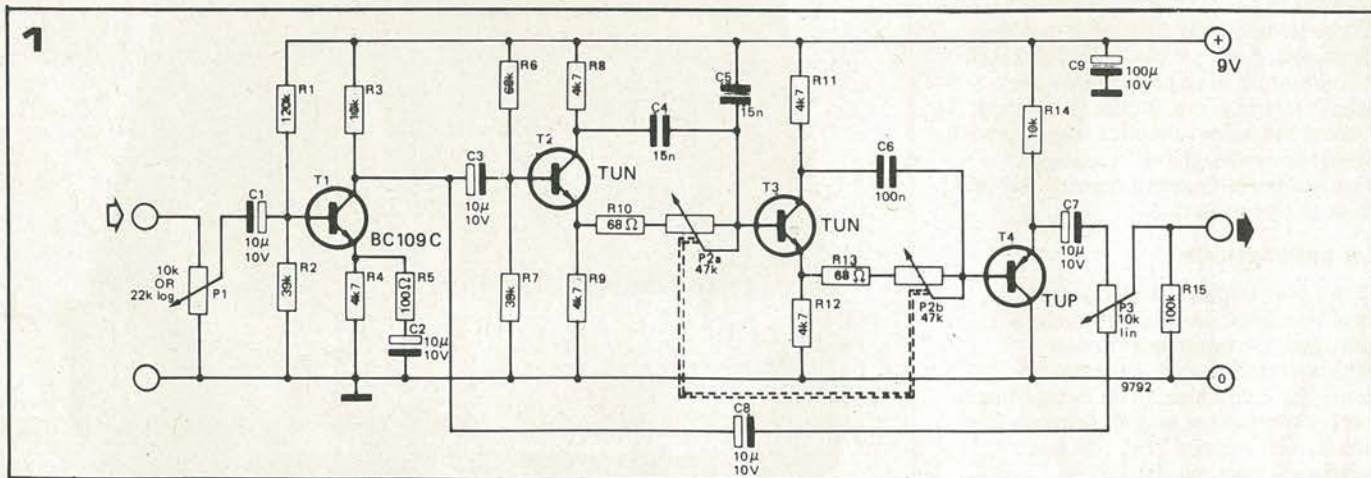 1
R1
120k
R3
10k
R6
68k
R8
4k7
C4
15n
C5
15n
R11
4k7
C6
100n
R14
10k
C9
100µ
10V
+
9V
C1
10µ
10V
T1
BC109C
C3
10µ
10V
T2
TUN
R10
68Ω
P2a
47k
T3
TUN
R13
68Ω
P2b
47k
T4
TUP
C7
10µ
10V
10k
OR
22k log
P1
R2
39k
R4
4k7
R5
100Ω
C2
10µ
10V
R7
39k
R9
4k7
R12
4k7
P3
10k
lin
R15
100k
9792
0
C8
10µ
10V